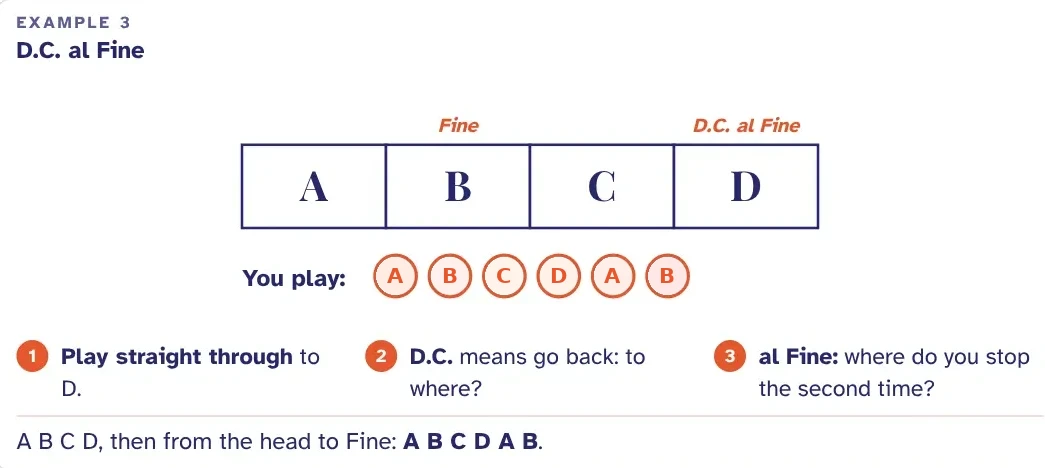 EXAMPLE 3
D.C. al Fine
Fine D.C. al Fine
A B C D
You play: A B C D A B
1 Play straight through to
D.
2 D.C. means go back: to
where?
3 al Fine: where do you stop
the second time?
A B C D, then from the head to Fine: A B C D A B.